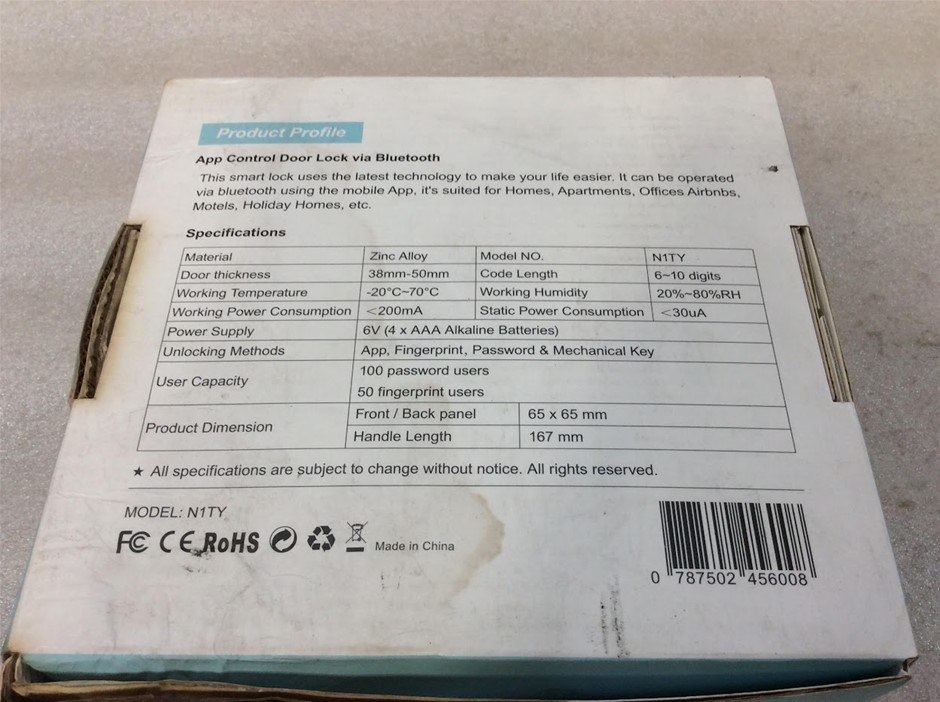 Product Profile
App Control Door Lock via Bluetooth
This smart lock uses the latest technology to make your life easier. It can be operated
via bluetooth using the mobile App, it's suited for Homes, Apartments, Offices Airbnbs,
Motels, Holiday Homes, etc.
Specifications
Material Zinc Alloy Model NO. N1TY
Door thickness 38mm-50mm Code Length 6~10 digits
Working Temperature -20°C~70°C Working Humidity 20%~80%RH
Working Power Consumption <200mA Static Power Consumption <30uA
Power Supply 6V (4 x AAA Alkaline Batteries)
Unlocking Methods App, Fingerprint, Password & Mechanical Key
User Capacity 100 password users
50 fingerprint users
Product Dimension Front / Back panel 65 x 65 mm
Handle Length 167 mm
★ All specifications are subject to change without notice. All rights reserved.
MODEL: N1TY
FC CE RoHS Made in China
0 787502 456008